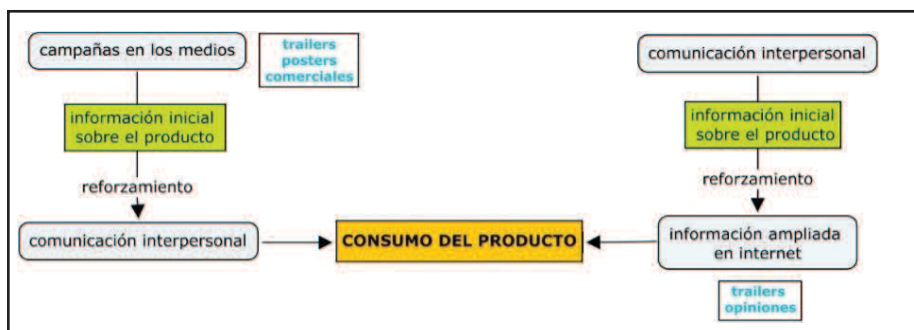 campañas en los medios
trailers
posters
comerciales
información inicial
sobre el producto
reforzamiento
comunicación interpersonal
CONSUMO DEL PRODUCTO
comunicación interpersonal
información inicial
sobre el producto
reforzamiento
información ampliada
en internet
trailers
opiniones